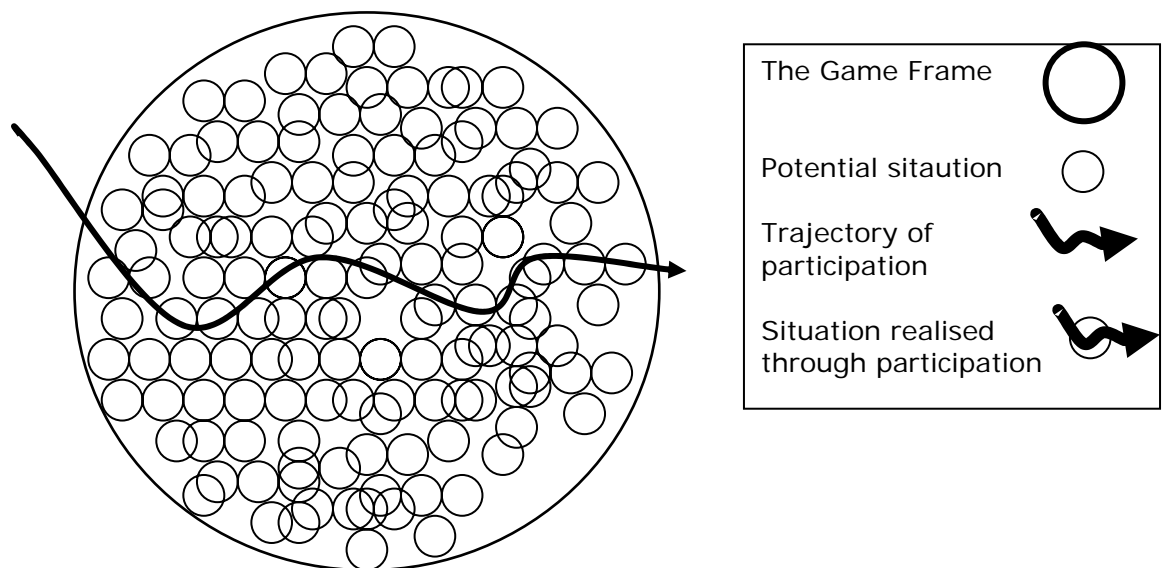 The Game Frame
Potential sitaution
Trajectory of
participation
Situation realised
through participation